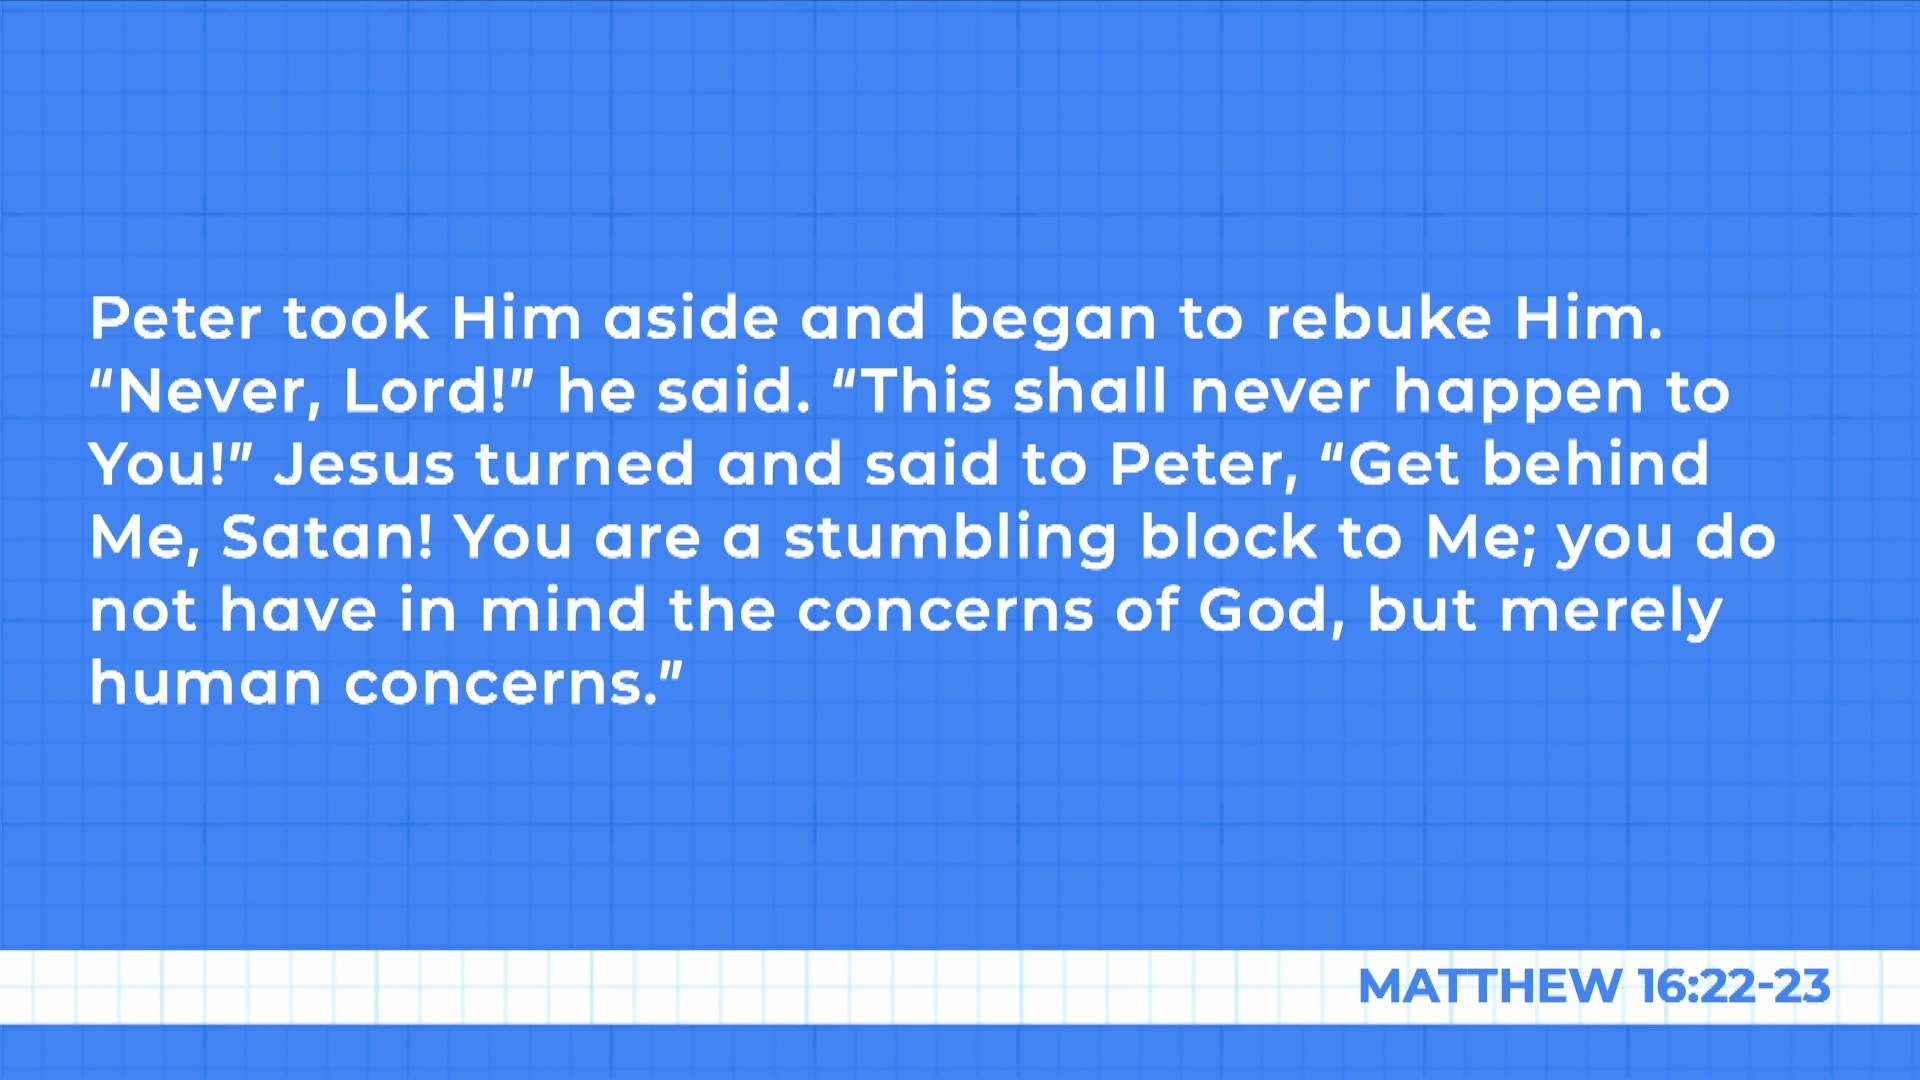 Peter took Him aside and began to rebuke Him.
“Never, Lord!” he said. “This shall never happen to
You!” Jesus turned and said to Peter, “Get behind
Me, Satan! You are a stumbling block to Me; you do
not have in mind the concerns of God, but merely
human concerns.”
MATTHEW 16:22-23